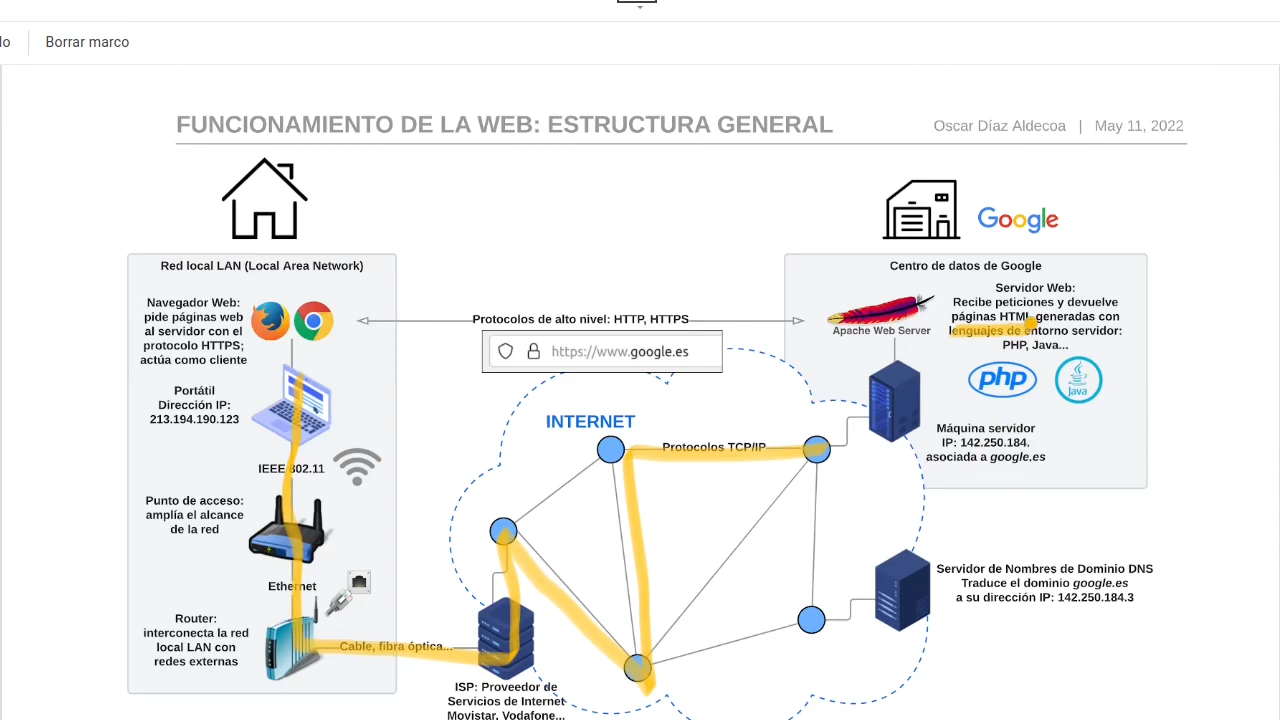 lo
Borrar marco
FUNCIONAMIENTO DE LA WEB: ESTRUCTURA GENERAL
Oscar Díaz Aldecoa | May 11, 2022
Google
Red local LAN (Local Area Network)
Navegador Web:
pide páginas web
al servidor con el
protocolo HTTPS;
actúa como cliente
Portátil
Dirección IP:
213.194.190.123
IEEE 802.11
Punto de acceso:
amplía el alcance
de la red
Ethernet
Router:
interconecta la red
local LAN con
redes externas
Cable, fibra óptica...
Protocolos de alto nivel: HTTP, HTTPS
https://www.google.es
INTERNET
Protocolos TCP/IP
ISP: Proveedor de
Servicios de Internet
Movistar, Vodafone...
Centro de datos de Google
Apache Web Server
Servidor Web:
Recibe peticiones y devuelve
páginas HTML generadas con
lenguajes de entorno servidor:
PHP, Java...
php
Java
Máquina servidor
IP: 142.250.184.
asociada a google.es
Servidor de Nombres de Dominio DNS
Traduce el dominio google.es
a su dirección IP: 142.250.184.3